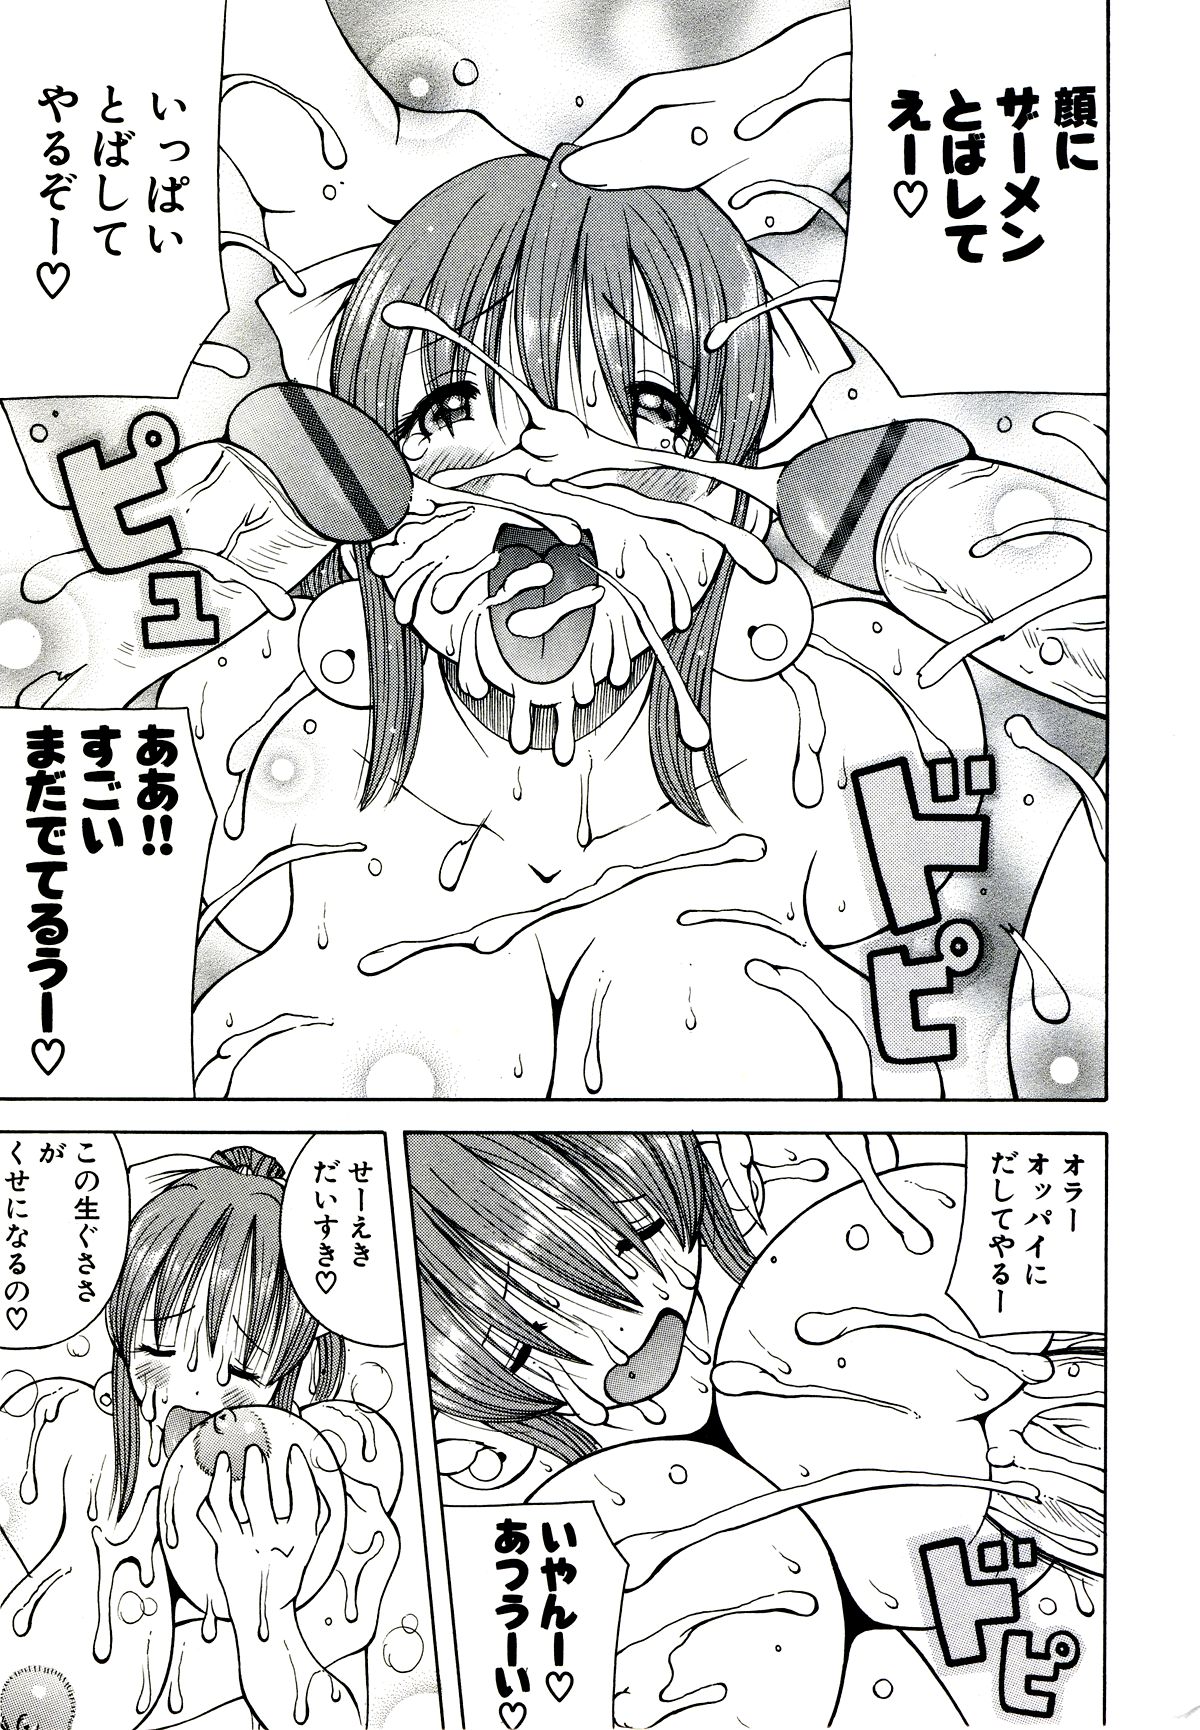 顔に
ザーメン
とばして
えー♡
いっぱい
とばして
やるぞー♡
ピュ
ああ!!
すごい
まだでてるうー♡
ドピ
オラー
オッパイに
だしてやるー
いやんー♡
あつうーい♡
ドピ
せーえき
だいすき♡
この生ぐささ
が
くせになるの♡